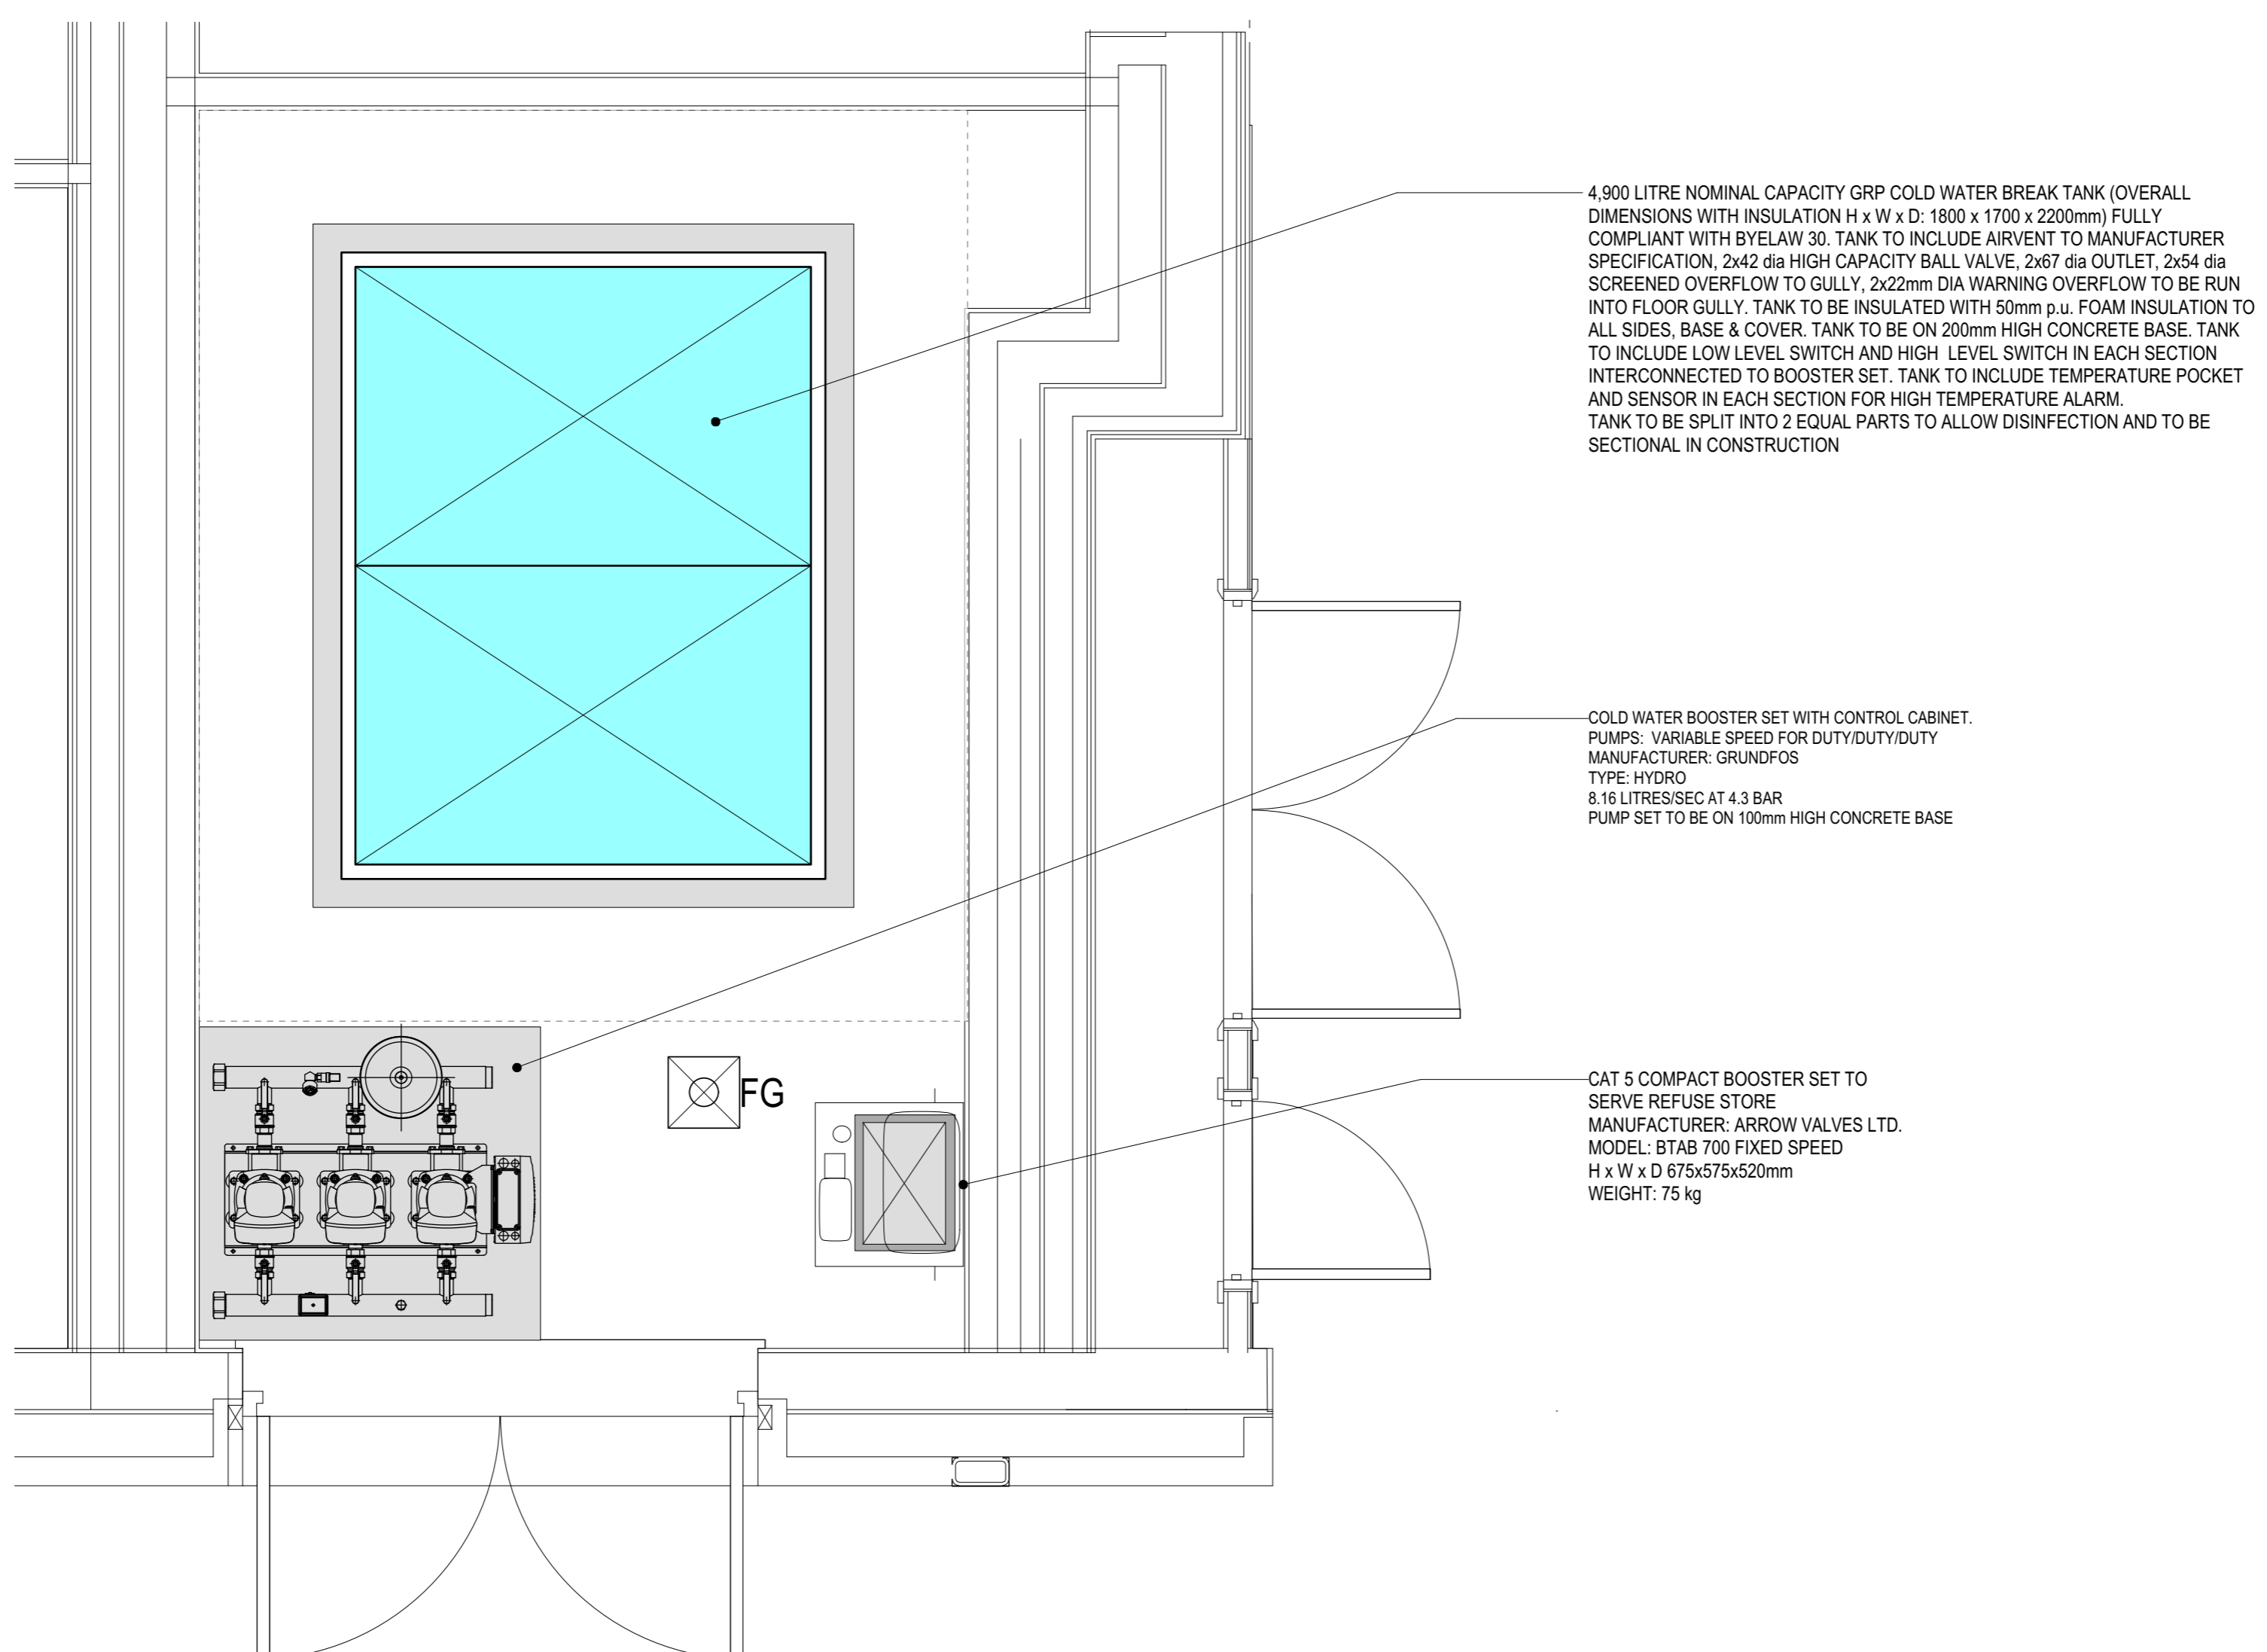 4,900 LITRE NOMINAL CAPACITY GRP COLD WATER BREAK TANK (OVERALL
DIMENSIONS WITH INSULATION H x W x D: 1800 x 1700 x 2200mm) FULLY
COMPLIANT WITH BYELAW 30. TANK TO INCLUDE AIRVENT TO MANUFACTURER
SPECIFICATION, 2x42 dia HIGH CAPACITY BALL VALVE, 2x67 dia OUTLET, 2x54 dia
SCREENED OVERFLOW TO GULLY, 2x22mm DIA WARNING OVERFLOW TO BE RUN
INTO FLOOR GULLY. TANK TO BE INSULATED WITH 50mm p.u. FOAM INSULATION TO
ALL SIDES, BASE & COVER. TANK TO BE ON 200mm HIGH CONCRETE BASE. TANK
TO INCLUDE LOW LEVEL SWITCH AND HIGH LEVEL SWITCH IN EACH SECTION
INTERCONNECTED TO BOOSTER SET. TANK TO INCLUDE TEMPERATURE POCKET
AND SENSOR IN EACH SECTION FOR HIGH TEMPERATURE ALARM.
TANK TO BE SPLIT INTO 2 EQUAL PARTS TO ALLOW DISINFECTION AND TO BE
SECTIONAL IN CONSTRUCTION
COLD WATER BOOSTER SET WITH CONTROL CABINET.
PUMPS: VARIABLE SPEED FOR DUTY/DUTY/DUTY
MANUFACTURER: GRUNDFOS
TYPE: HYDRO
8.16 LITRES/SEC AT 4.3 BAR
PUMP SET TO BE ON 100mm HIGH CONCRETE BASE
FG
CAT 5 COMPACT BOOSTER SET TO
SERVE REFUSE STORE
MANUFACTURER: ARROW VALVES LTD.
MODEL: BTAB 700 FIXED SPEED
H x W x D 675x575x520mm
WEIGHT: 75 kg